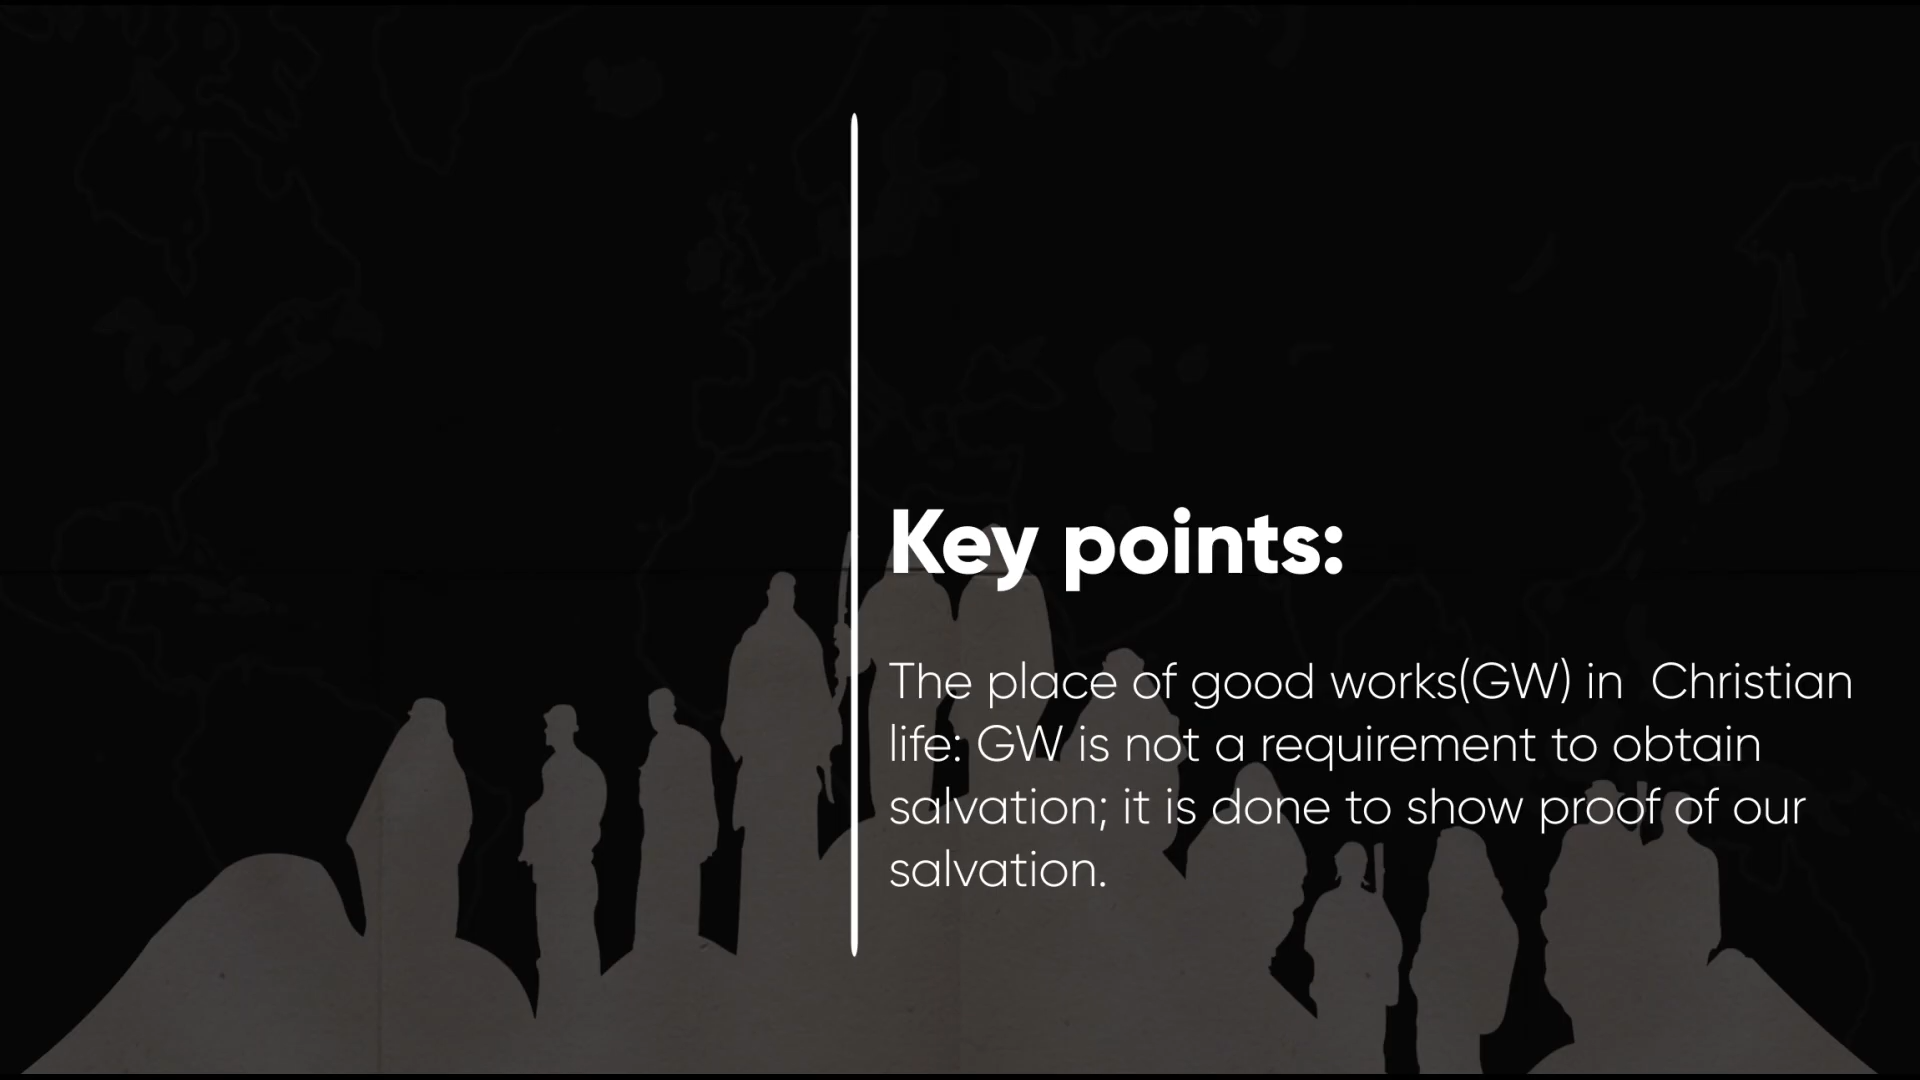 Key points:
The place of good works(GW) in  Christian
life: GW is not a requirement to obtain
salvation; it is done to show proof of our
salvation.